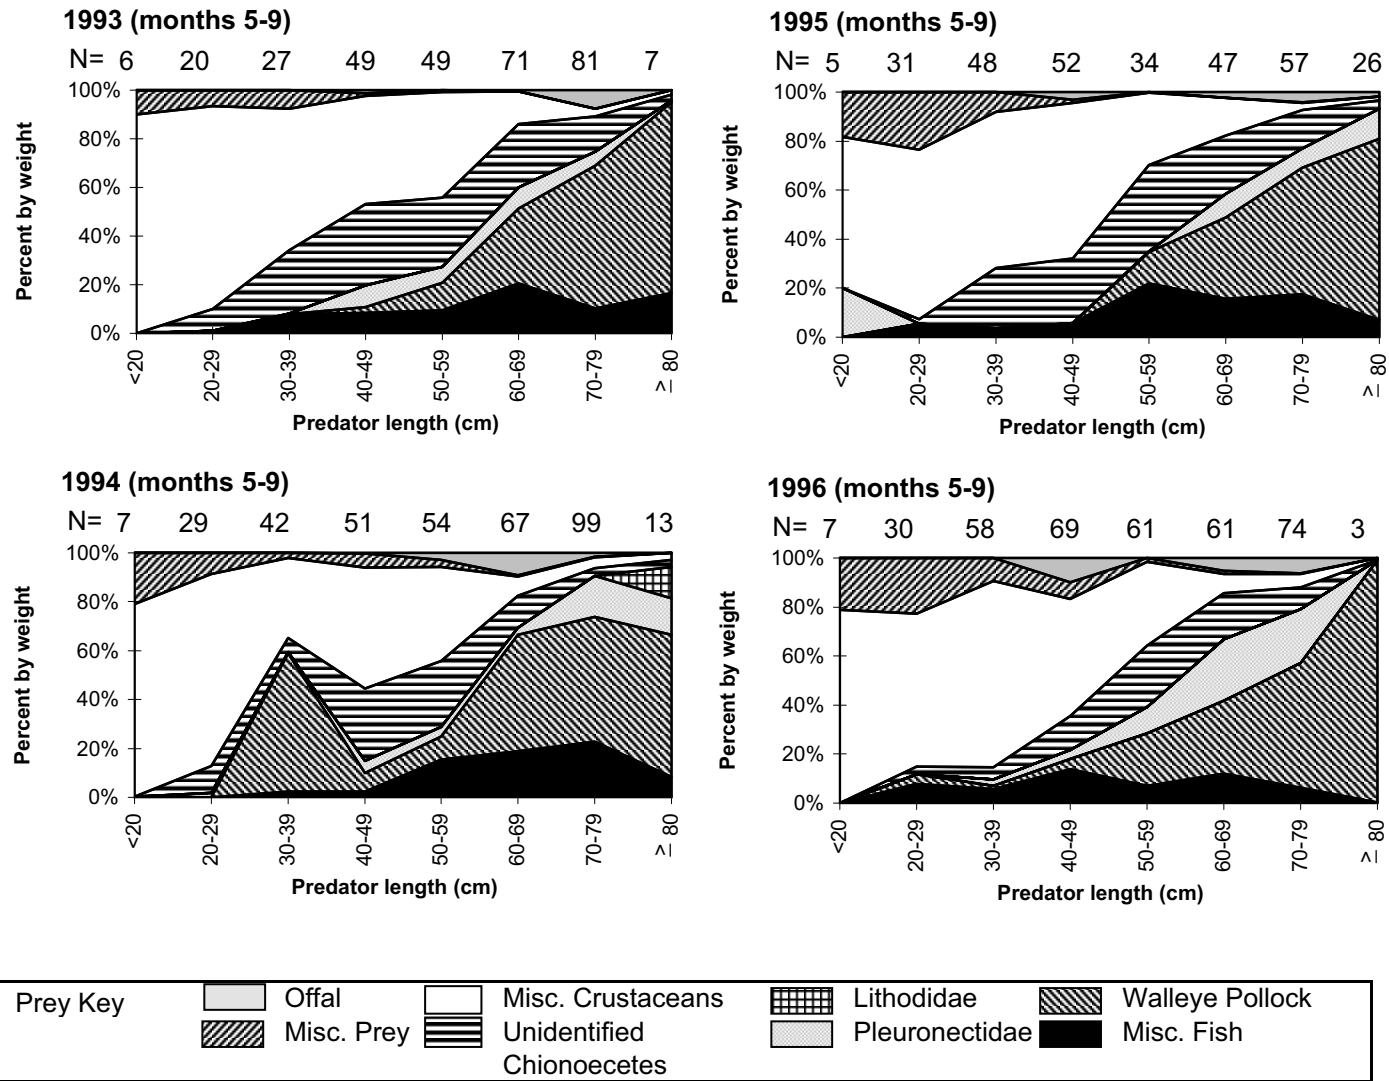 1993 (months 5-9)
N= 6 20 27 49 49 71 81 7
100%
80%
60%
40%
20%
0%
Percent by weight
<20 20-29 30-39 40-49 50-59 60-69 70-79 ≥ 80
Predator length (cm)
1995 (months 5-9)
N= 5 31 48 52 34 47 57 26
100%
80%
60%
40%
20%
0%
Percent by weight
<20 20-29 30-39 40-49 50-59 60-69 70-79 ≥ 80
Predator length (cm)
1994 (months 5-9)
N= 7 29 42 51 54 67 99 13
100%
80%
60%
40%
20%
0%
Percent by weight
<20 20-29 30-39 40-49 50-59 60-69 70-79 ≥ 80
Predator length (cm)
1996 (months 5-9)
N= 7 30 58 69 61 61 74 3
100%
80%
60%
40%
20%
0%
Percent by weight
<20 20-29 30-39 40-49 50-59 60-69 70-79 ≥ 80
Predator length (cm)
Prey Key Offal Misc. Crustaceans Lithodidae Walleye Pollock
Misc. Prey Unidentified Pleuronectidae Misc. Fish
Chionoecetes